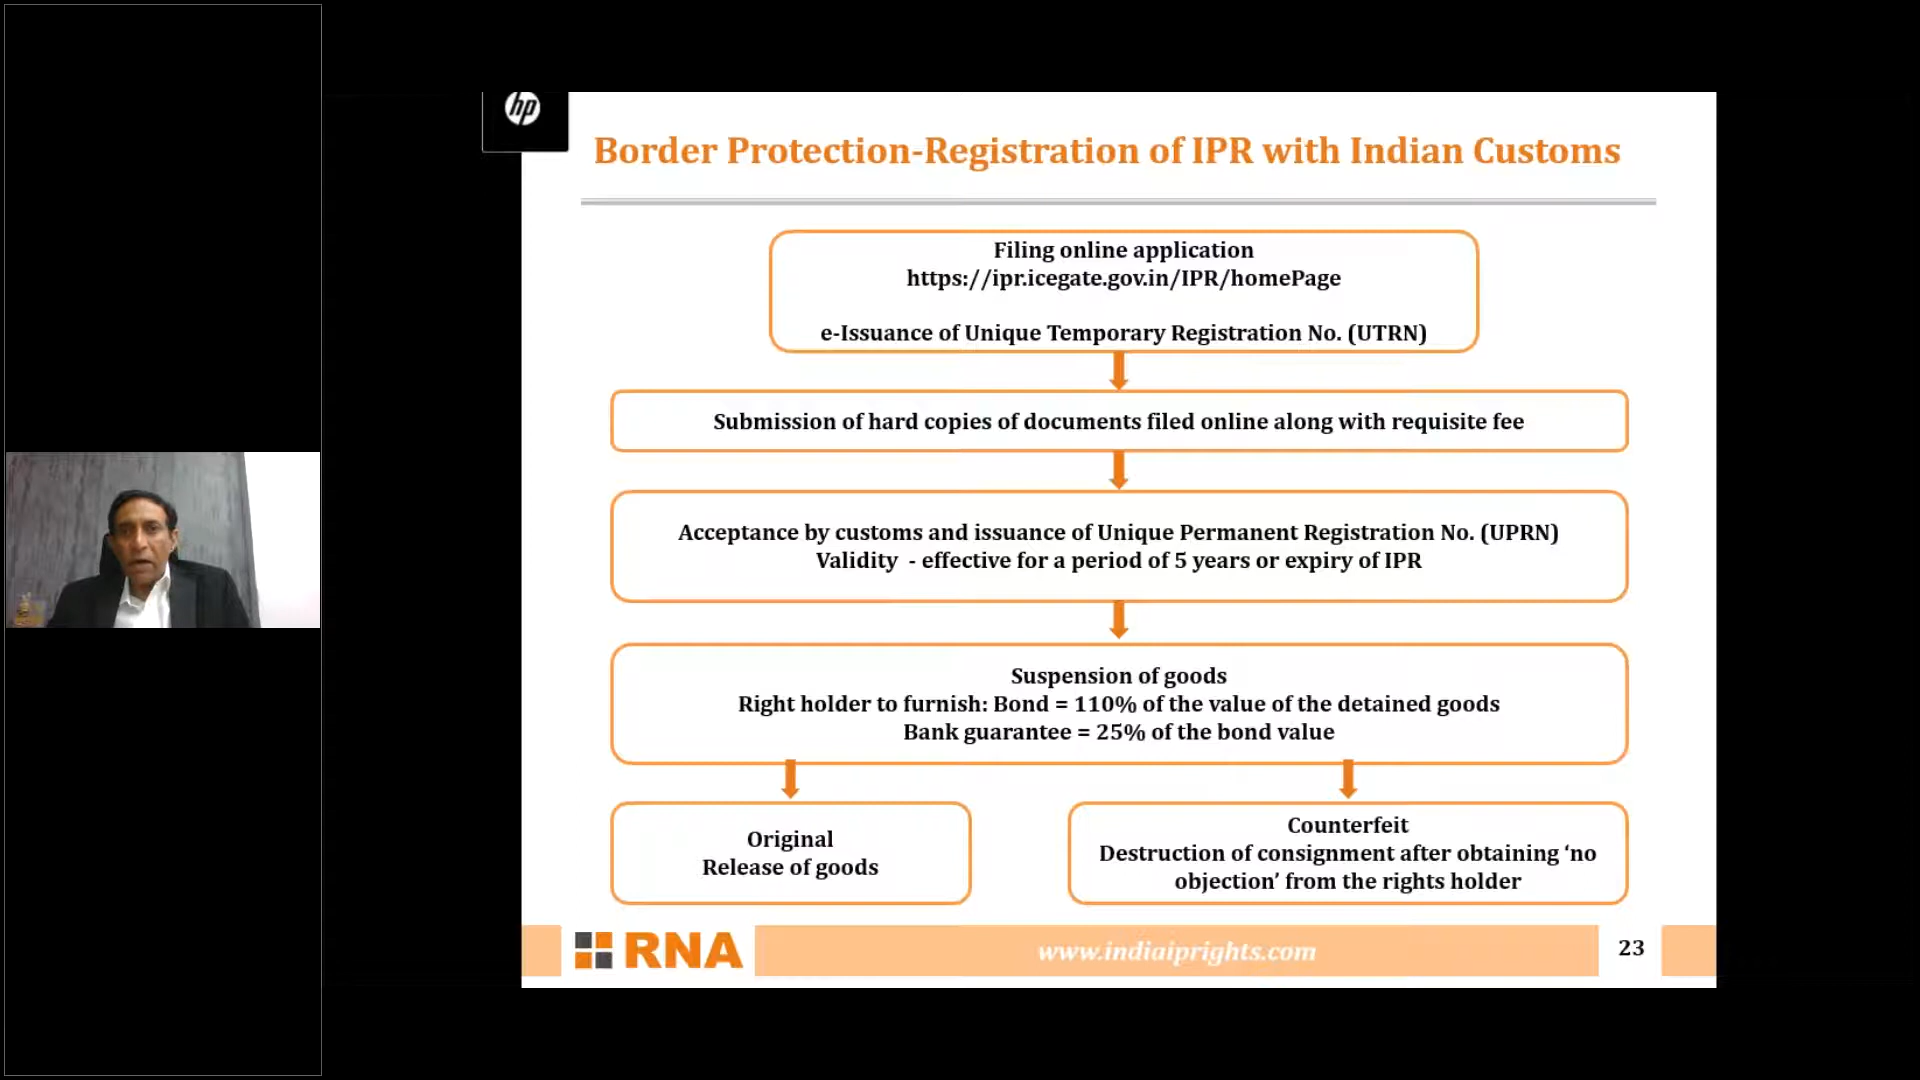 hp
Border Protection-Registration of IPR with Indian Customs
Filing online application
https://ipr.icegate.gov.in/IPR/homePage
e-Issuance of Unique Temporary Registration No. (UTRN)
Submission of hard copies of documents filed online along with requisite fee
Acceptance by customs and issuance of Unique Permanent Registration No. (UPRN)
Validity - effective for a period of 5 years or expiry of IPR
Suspension of goods
Right holder to furnish: Bond = 110% of the value of the detained goods
Bank guarantee = 25% of the bond value
Original
Release of goods
Counterfeit
Destruction of consignment after obtaining ‘no
objection’ from the rights holder
RNA
www.indiaiprights.com
23